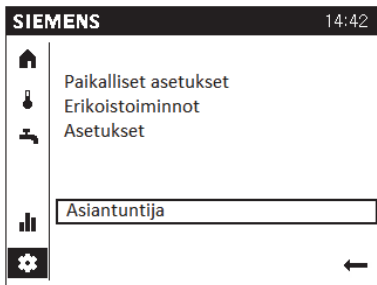 SIEMENS 14:42
Paikalliset asetukset
Erikoistoiminnot
Asetukset
Asiantuntija